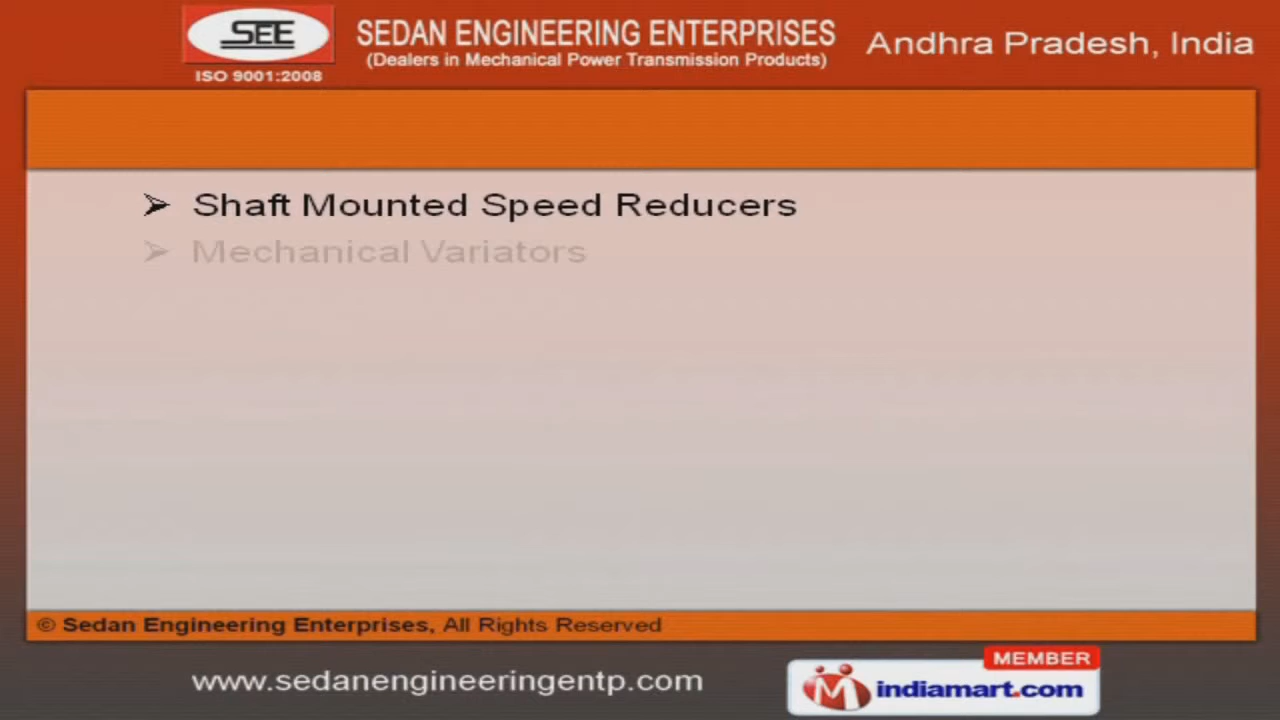 SEE
ISO 9001:2008
SEDAN ENGINEERING ENTERPRISES
(Dealers in Mechanical Power Transmission Products)
Andhra Pradesh, India
➢ Shaft Mounted Speed Reducers
➢ Mechanical Variators
© Sedan Engineering Enterprises, All Rights Reserved
www.sedanengineeringentp.com
MEMBER
indiamart.com